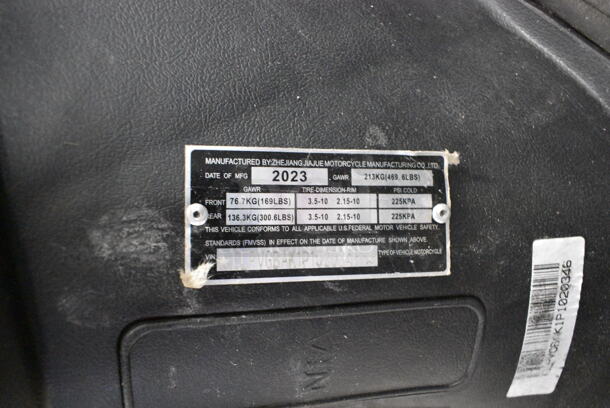 MANUFACTURED BY:ZHEJIANG JIAJUE MOTORCYCLE MANUFACTURING CO.,LTD.
DATE OF MFG 2023. GAWR 213KG(469.6LBS)
GAWR TIRE-DIMENSION-RIM PSI COLD
FRONT 76.7KG(169LBS) 3.5-10 2.15-10 225KPA
REAR 136.3KG(300.6LBS) 3.5-10 2.15-10 225KPA
THIS VEHICLE CONFORMS TO ALL APPLICABLE U.S.FEDERAL MOTOR VEHICLE SAFETY.
STANDARDS (FMVSS) IN EFFECT ON THE DATE OF MANUFACTURE SHOWN ABOVE.
VIN: TYPE OF VEHICLE:MOTORCYCLE
VIN